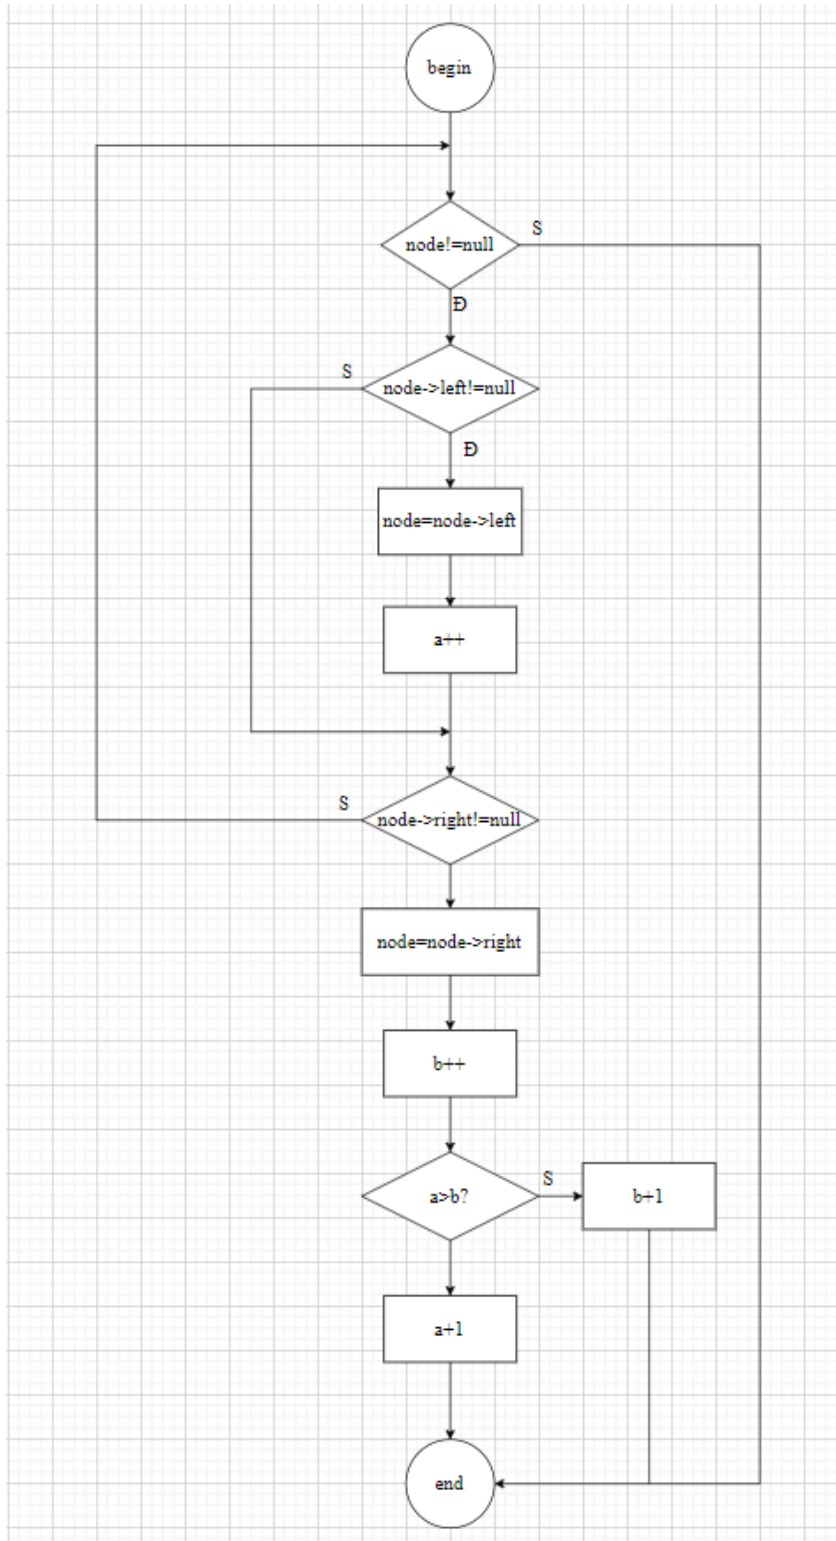 begin
node!=null
S
Đ
node->left!=null
S
Đ
node=node->left
a++
node->right!=null
S
node=node->right
b++
a>b?
S
b+1
a+1
end